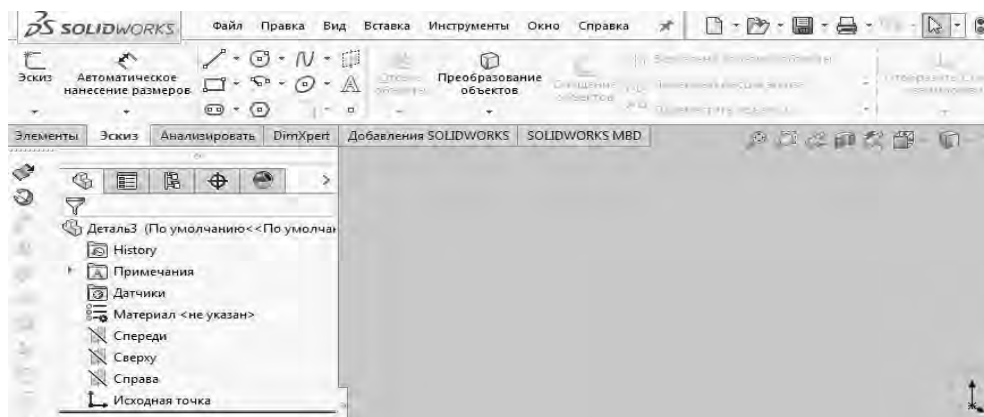 SOLIDWORKS Файл Правка Вид Вставка Инструменты Окно Справка
Эскиз Автоматическое нанесение размеров Преобразование объектов
Элементы Эскиз Анализировать DimXpert Добавления SOLIDWORKS SOLIDWORKS MBD
Деталь3 (По умолчанию<<По умолчан
History
Примечания
Датчики
Материал <не указан>
Спереди
Сверху
Справа
Исходная точка